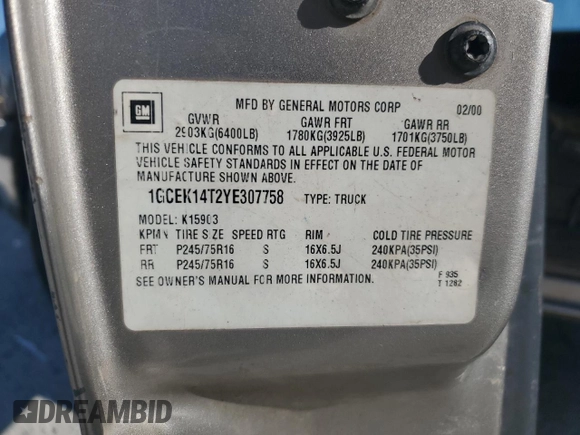 GM
MFD BY GENERAL MOTORS CORP 02/00
GVWR GAWR FRT GAWR RR
2903KG(6400LB) 1780KG(3925LB) 1701KG(3750LB)
THIS VEHICLE CONFORMS TO ALL APPLICABLE U.S. FEDERAL MOTOR
VEHICLE SAFETY STANDARDS IN EFFECT ON THE DATE OF
MANUFACTURE SHOWN ABOVE.
1GCEK14T2YE307758 TYPE: TRUCK
MODEL: K15903
KPMN TIRE SIZE SPEED RTG RIM COLD TIRE PRESSURE
FRT P245/75R16 S 16X6.5J 240KPA(35PSI)
RR P245/75R16 S 16X6.5J 240KPA(35PSI)
SEE OWNER'S MANUAL FOR MORE INFORMATION.
F 935
T 1282
DREAMBID